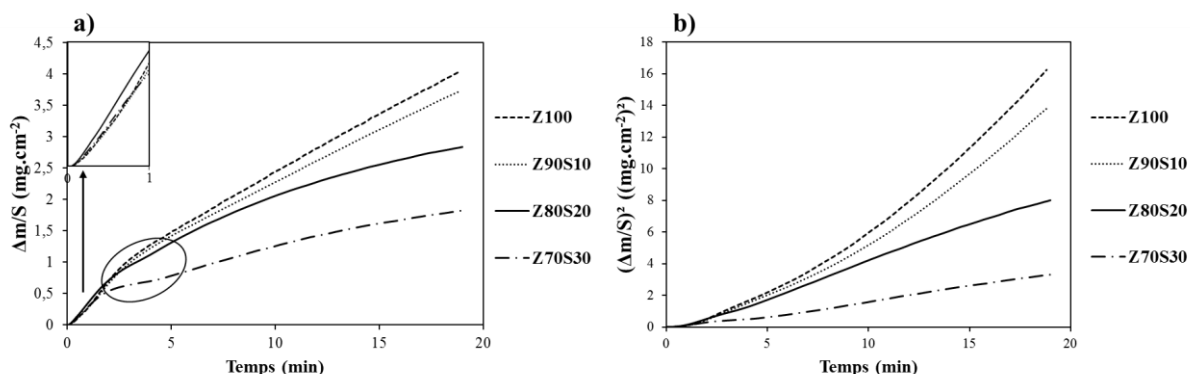 a)
Δm/S (mg.cm⁻²)
4,5
4
3,5
3
2,5
2
1,5
1
0,5
0
0
1
0 5 10 15 20
Temps (min)
Z100
Z90S10
Z80S20
Z70S30
b)
(Δm/S)² ((mg.cm⁻²)²)
18
16
14
12
10
8
6
4
2
0
0 5 10 15 20
Temps (min)
Z100
Z90S10
Z80S20
Z70S30